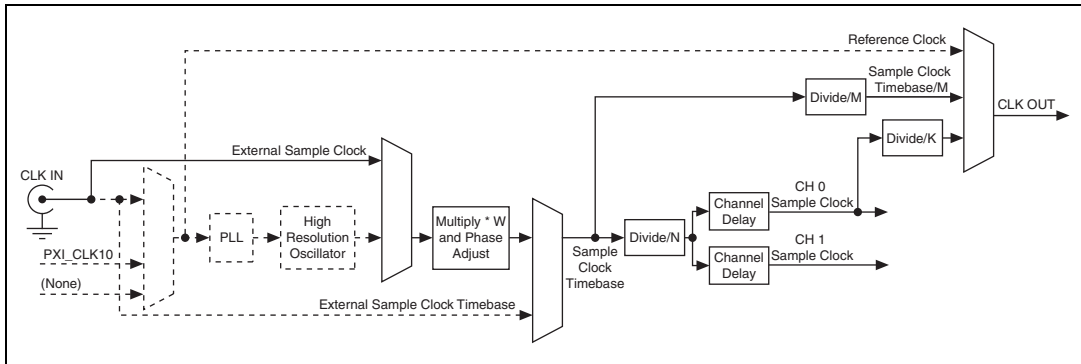 Reference Clock
Sample Clock
Timebase/M
Divide/M
CLK OUT
External Sample Clock
Divide/K
CLK IN
CH 0
Sample Clock
Channel
Delay
PLL
High
Resolution
Oscillator
Multiply * W
and Phase
Adjust
Divide/N
PXI_CLK10
Sample
Clock
Timebase
CH 1
Sample Clock
Channel
Delay
(None)
External Sample Clock Timebase